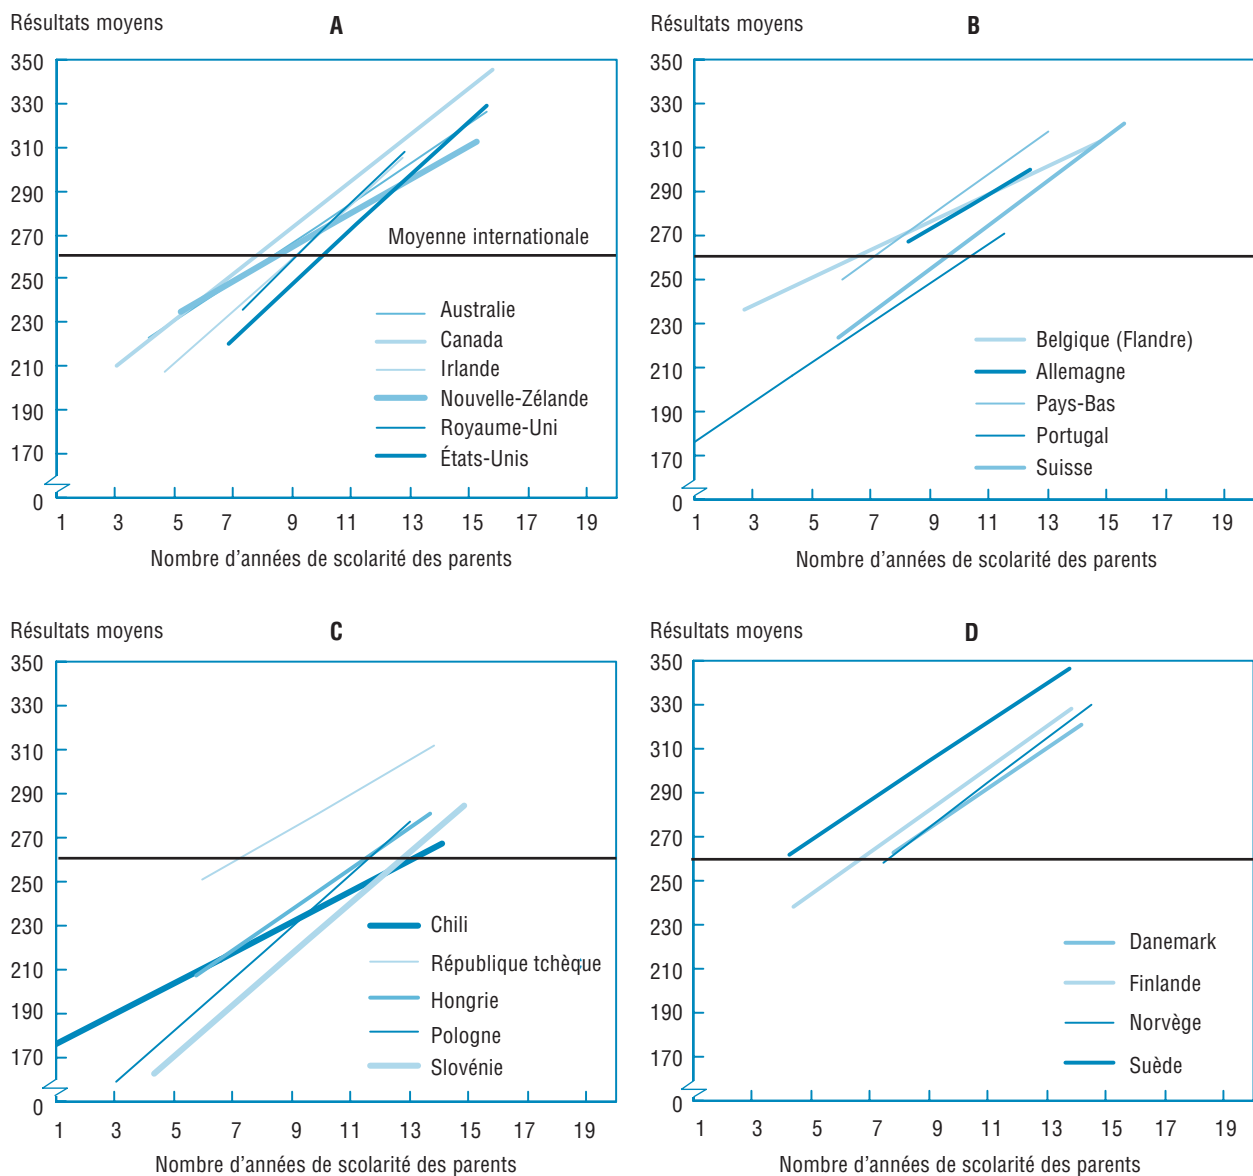 Résultats moyens
A
350
330
310
290
270
250
230
210
190
170
0
Moyenne internationale
Australie
Canada
Irlande
Nouvelle-Zélande
Royaume-Uni
États-Unis
1 3 5 7 9 11 13 15 17 19
Nombre d'années de scolarité des parents
Résultats moyens
B
350
330
310
290
270
250
230
210
190
170
0
Belgique (Flandre)
Allemagne
Pays-Bas
Portugal
Suisse
1 3 5 7 9 11 13 15 17 19
Nombre d'années de scolarité des parents
Résultats moyens
C
350
330
310
290
270
250
230
210
190
170
0
Chili
République tchèque
Hongrie
Pologne
Slovénie
1 3 5 7 9 11 13 15 17 19
Nombre d'années de scolarité des parents
Résultats moyens
D
350
330
310
290
270
250
230
210
190
170
0
Danemark
Finlande
Norvège
Suède
1 3 5 7 9 11 13 15 17 19
Nombre d'années de scolarité des parents